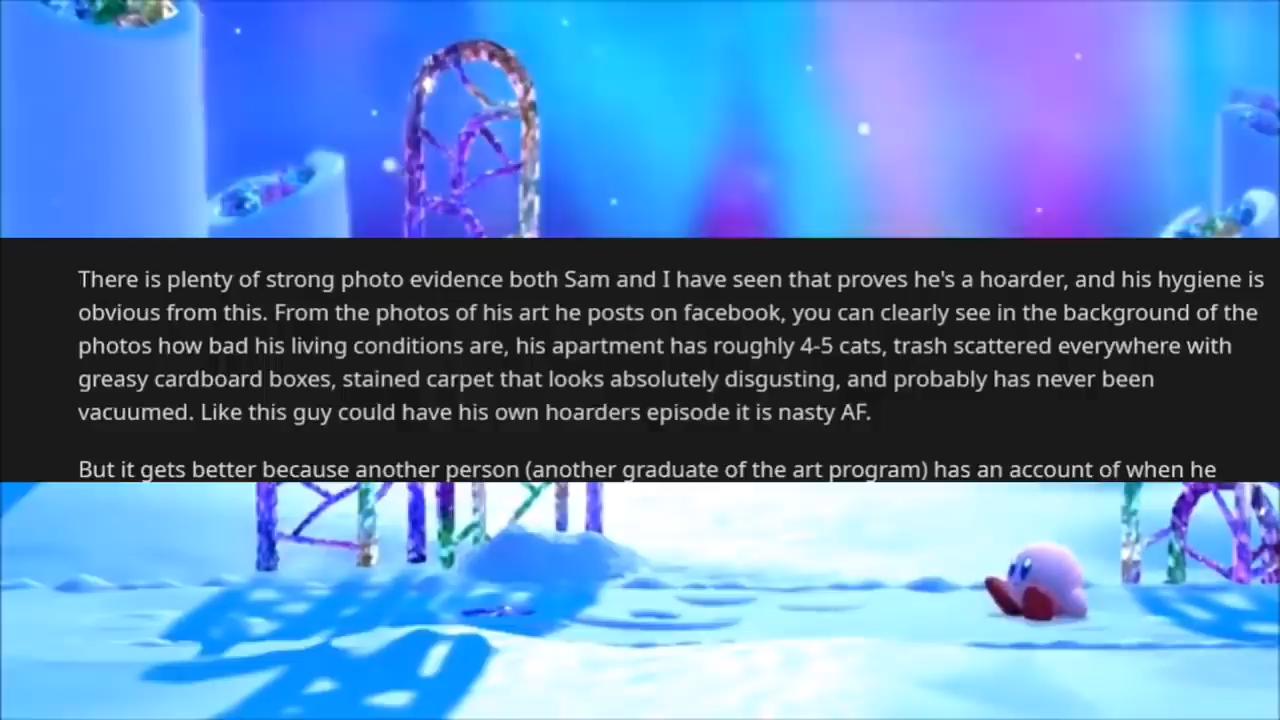 There is plenty of strong photo evidence both Sam and I have seen that proves he's a hoarder, and his hygiene is
obvious from this. From the photos of his art he posts on facebook, you can clearly see in the background of the
photos how bad his living conditions are, his apartment has roughly 4-5 cats, trash scattered everywhere with
greasy cardboard boxes, stained carpet that looks absolutely disgusting, and probably has never been
vacuumed. Like this guy could have his own hoarders episode it is nasty AF.
But it gets better because another person (another graduate of the art program) has an account of when he